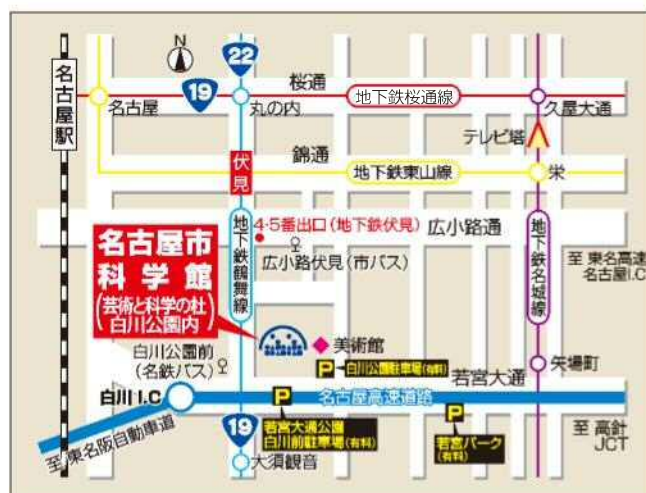 N
22
桜通
19
地下鉄桜通線
名古屋駅
名古屋
丸の内
久屋大通
テレビ塔
錦通
伏見
地下鉄東山線
栄
4・5番出口(地下鉄伏見)
広小路通
名古屋市
科学館
(芸術と科学の杜
白川公園内)
地下鉄鶴舞線
広小路伏見(市バス)
地下鉄名城線
至 東名高速
名古屋I.C
美術館
白川公園前
(名鉄バス)
P
白川公園駐車場(有料)
若宮大通
矢場町
白川I.C
P
名古屋高速道路
P
至 東名阪自動車道
19
若宮大通公園
白川前駐車場(有料)
若宮パーク
(有料)
至 高針
JCT
大須観音